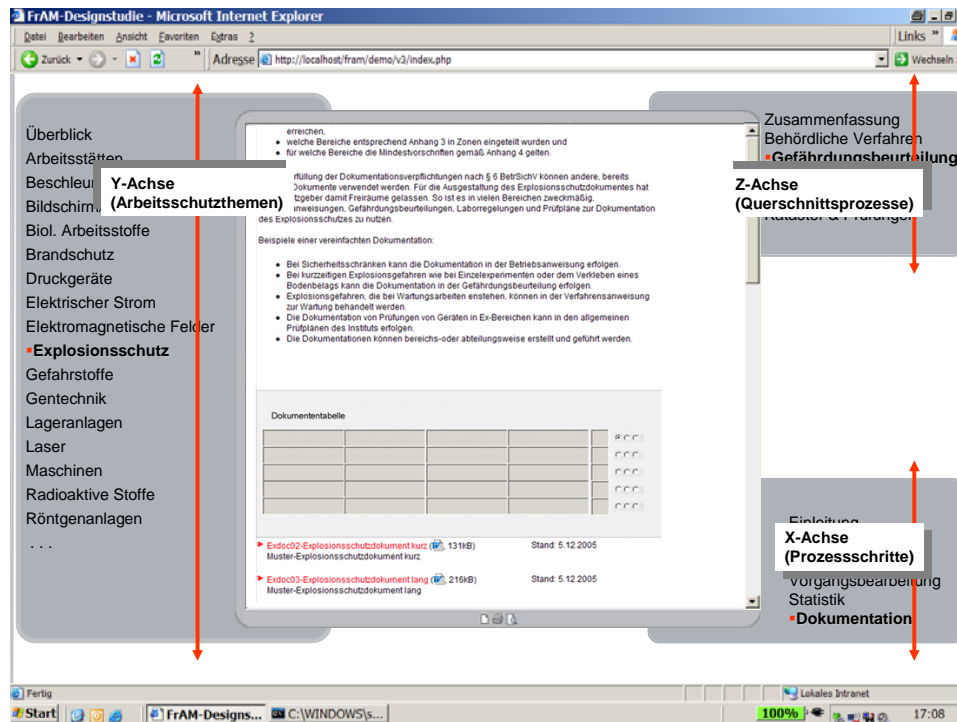 FrAM-Designstudie - Microsoft Internet Explorer
Datei Bearbeiten Ansicht Favoriten Extras ?
Links »
Zurück
»
Adresse http://localhost/fram/demo/v3/index.php
Wechseln
Überblick
Arbeitsstätten
Beschleu
Bildschirm
Biol. Arbeitsstoffe
Brandschutz
Druckgeräte
Elektrischer Strom
Elektromagnetische Felder
Explosionsschutz
Gefahrstoffe
Gentechnik
Lageranlagen
Laser
Maschinen
Radioaktive Stoffe
Röntgenanlagen
. . .
Y-Achse
(Arbeitsschutzthemen)
erreichen,
• welche Bereiche entsprechend Anhang 3 in Zonen eingeteilt wurden und
• für welche Bereiche die Mindestvorschriften gemäß Anhang 4 gelten.
rfüllung der Dokumentationsverpflichtungen nach § 6 BetrSichV können andere, bereits
Dokumente verwendet werden. Für die Ausgestaltung des Explosionsschutzdokumentes hat
tzgeber damit Freiräume gelassen. So ist es in vielen Bereichen zweckmäßig,
nweisungen, Gefährdungsbeurteilungen, Laborregelungen und Prüfpläne zur Dokumentation
des Explosionsschutzes zu nutzen.
Beispiele einer vereinfachten Dokumentation:
• Bei Sicherheitsschränken kann die Dokumentation in der Betriebsanweisung erfolgen.
• Bei kurzzeitigen Explosionsgefahren wie bei Einzelexperimenten oder dem Verkleben eines
Bodenbelags kann die Dokumentation in der Gefährdungsbeurteilung erfolgen.
• Explosionsgefahren, die bei Wartungsarbeiten enstehen, können in der Verfahrensanweisung
zur Wartung behandelt werden.
• Die Dokumentation von Prüfungen von Geräten in Ex-Bereichen kann in den allgemeinen
Prüfplänen des Instituts erfolgen.
• Die Dokumentationen können bereichs-oder abteilungsweise erstellt und geführt werden.
Dokumententabelle
Exdoc02-Explosionsschutzdokument kurz ( , 131kB) Stand: 5.12.2005
Muster-Explosionsschutzdokument kurz
Exdoc03-Explosionsschutzdokument lang ( , 216kB) Stand: 5.12.2005
Muster-Explosionsschutzdokument lang
Zusammenfassung
Behördliche Verfahren
Gefährdungsbeurteilung
Z-Achse
(Querschnittsprozesse)
Kataster & Prüfungen
Einleitung
X-Achse
(Prozessschritte)
Vorgangsbearbeitung
Statistik
Dokumentation
Fertig
Lokales Intranet
Start
FrAM-Designs...
C:\WINDOWS\s...
100%
17:08